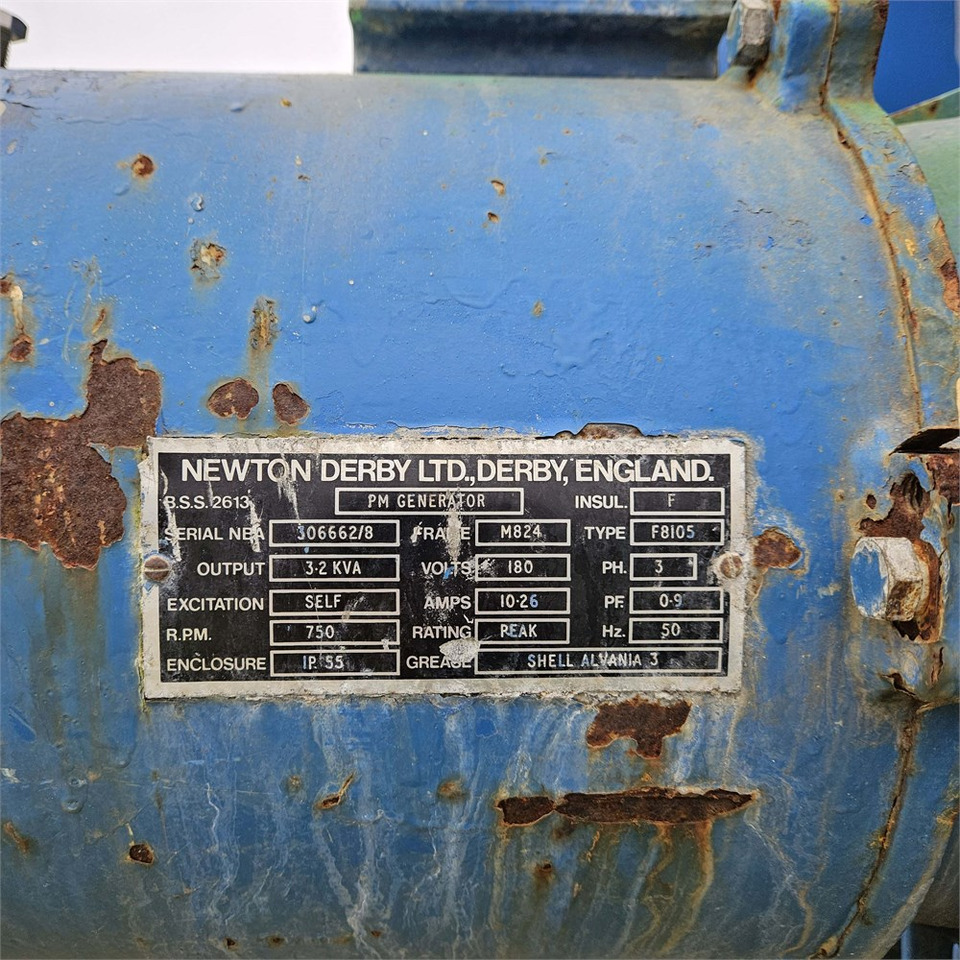 NEWTON DERBY LTD., DERBY, ENGLAND.
B.S.S. 2613 PM GENERATOR INSUL. F
SERIAL NBA 306662/8 FRAME M824 TYPE F8105
OUTPUT 3·2 KVA VOLTS 180 PH. 3
EXCITATION SELF AMPS 10·26 PF. 0·9
R.P.M. 750 RATING PEAK Hz. 50
ENCLOSURE IP 55 GREASE SHELL ALVANIA 3